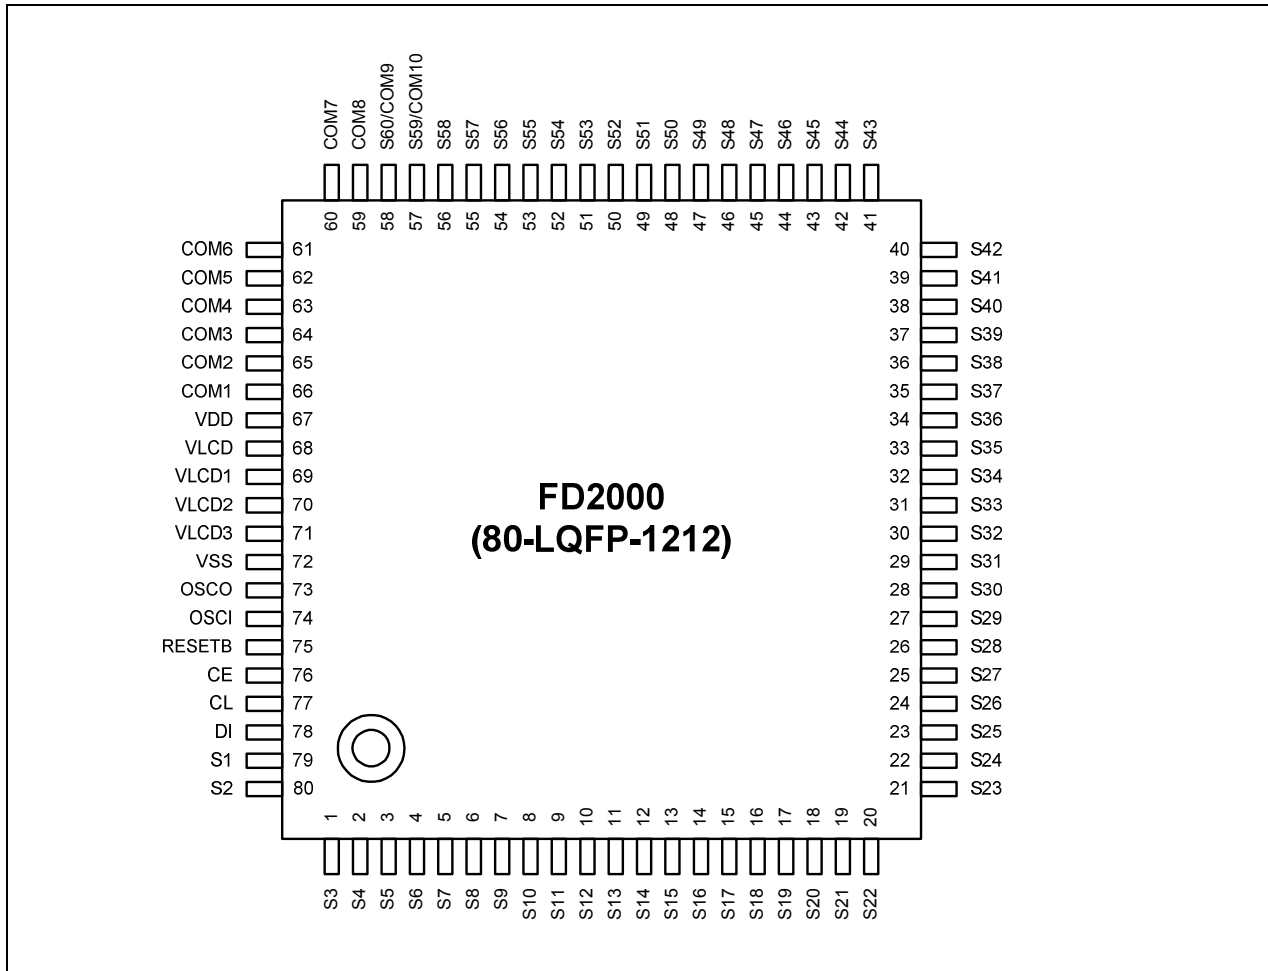 COM7 COM8 S60/COM9 S59/COM10 S58 S57 S56 S55 S54 S53 S52 S51 S50 S49 S48 S47 S46 S45 S44 S43
60 59 58 57 56 55 54 53 52 51 50 49 48 47 46 45 44 43 42 41
COM6 61 40 S42
COM5 62 39 S41
COM4 63 38 S40
COM3 64 37 S39
COM2 65 36 S38
COM1 66 35 S37
VDD 67 34 S36
VLCD 68 33 S35
VLCD1 69 32 S34
VLCD2 70 31 S33
VLCD3 71 30 S32
VSS 72 29 S31
OSCO 73 28 S30
OSCI 74 27 S29
RESETB 75 26 S28
CE 76 25 S27
CL 77 24 S26
DI 78 23 S25
S1 79 22 S24
S2 80 21 S23
FD2000
(80-LQFP-1212)
1 2 3 4 5 6 7 8 9 10 11 12 13 14 15 16 17 18 19 20
S3 S4 S5 S6 S7 S8 S9 S10 S11 S12 S13 S14 S15 S16 S17 S18 S19 S20 S21 S22